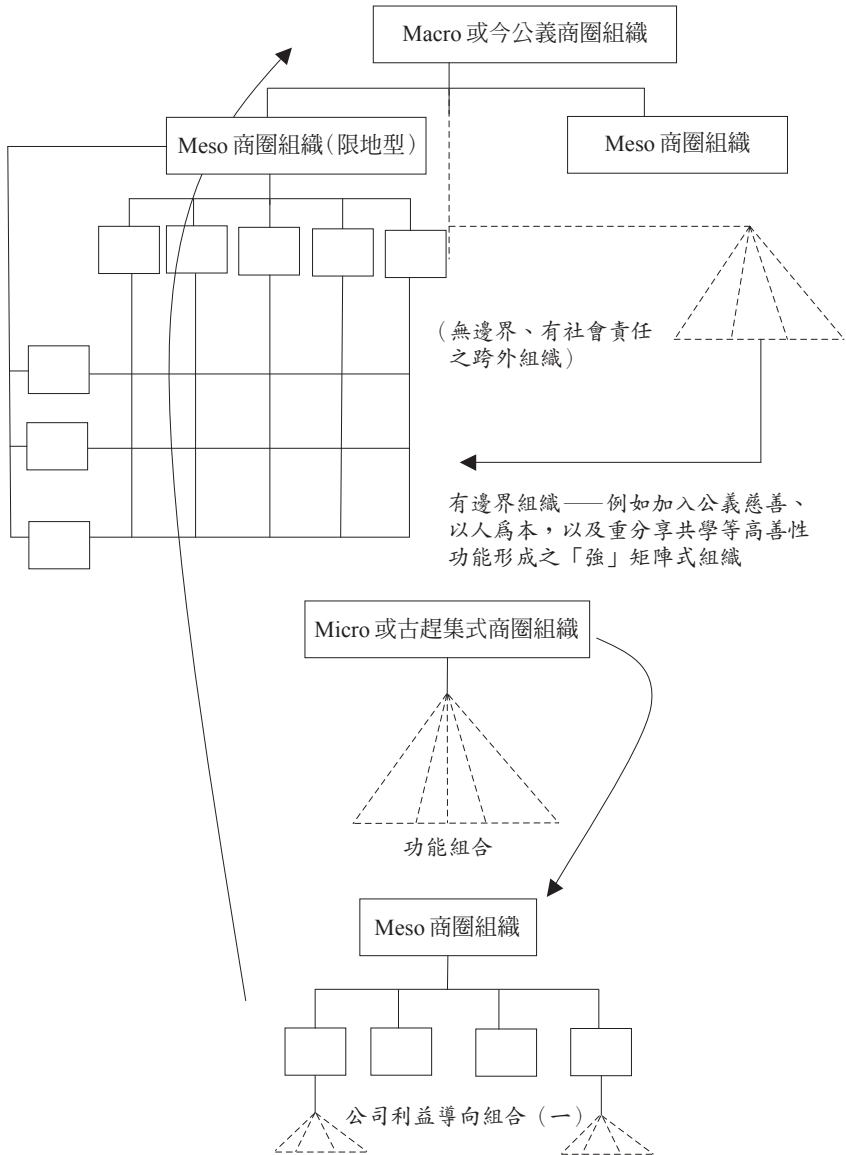 Macro 或今公義商圈組織
Meso 商圈組織（限地型）
Meso 商圈組織
（無邊界、有社會責任
之跨外組織）
有邊界組織——例如加入公義慈善、
以人為本，以及重分享共學等高善性
功能形成之「強」矩陣式組織
Micro 或古趕集式商圈組織
功能組合
Meso 商圈組織
公司利益導向組合（一）